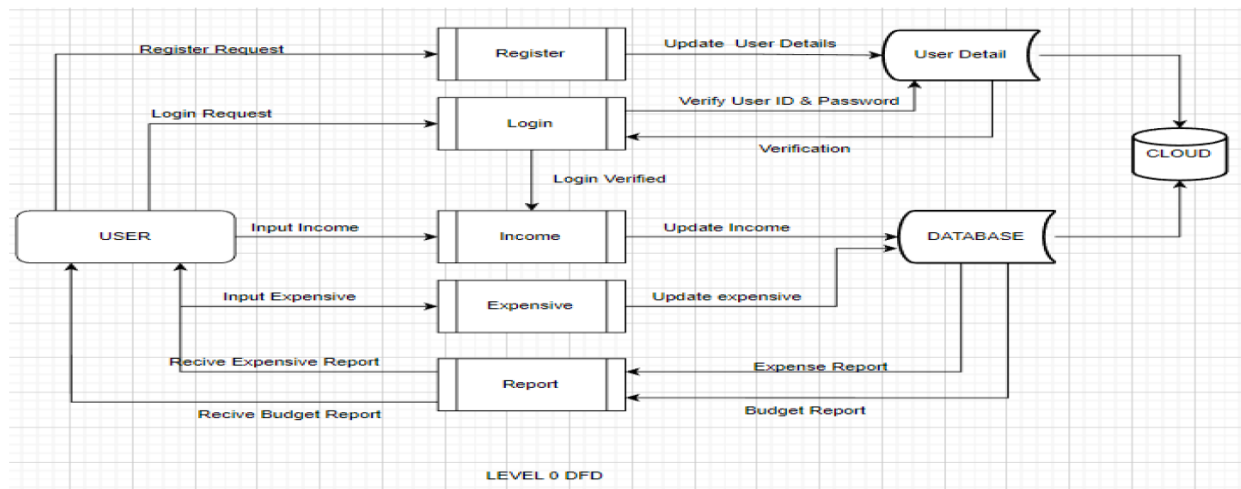 Register Request
Register
Update User Details
User Detail
Login Request
Login
Verify User ID & Password
Verification
CLOUD
Login Verified
USER
Input Income
Income
Update Income
DATABASE
Input Expensive
Expensive
Update expensive
Recive Expensive Report
Report
Expense Report
Recive Budget Report
Budget Report
LEVEL 0 DFD